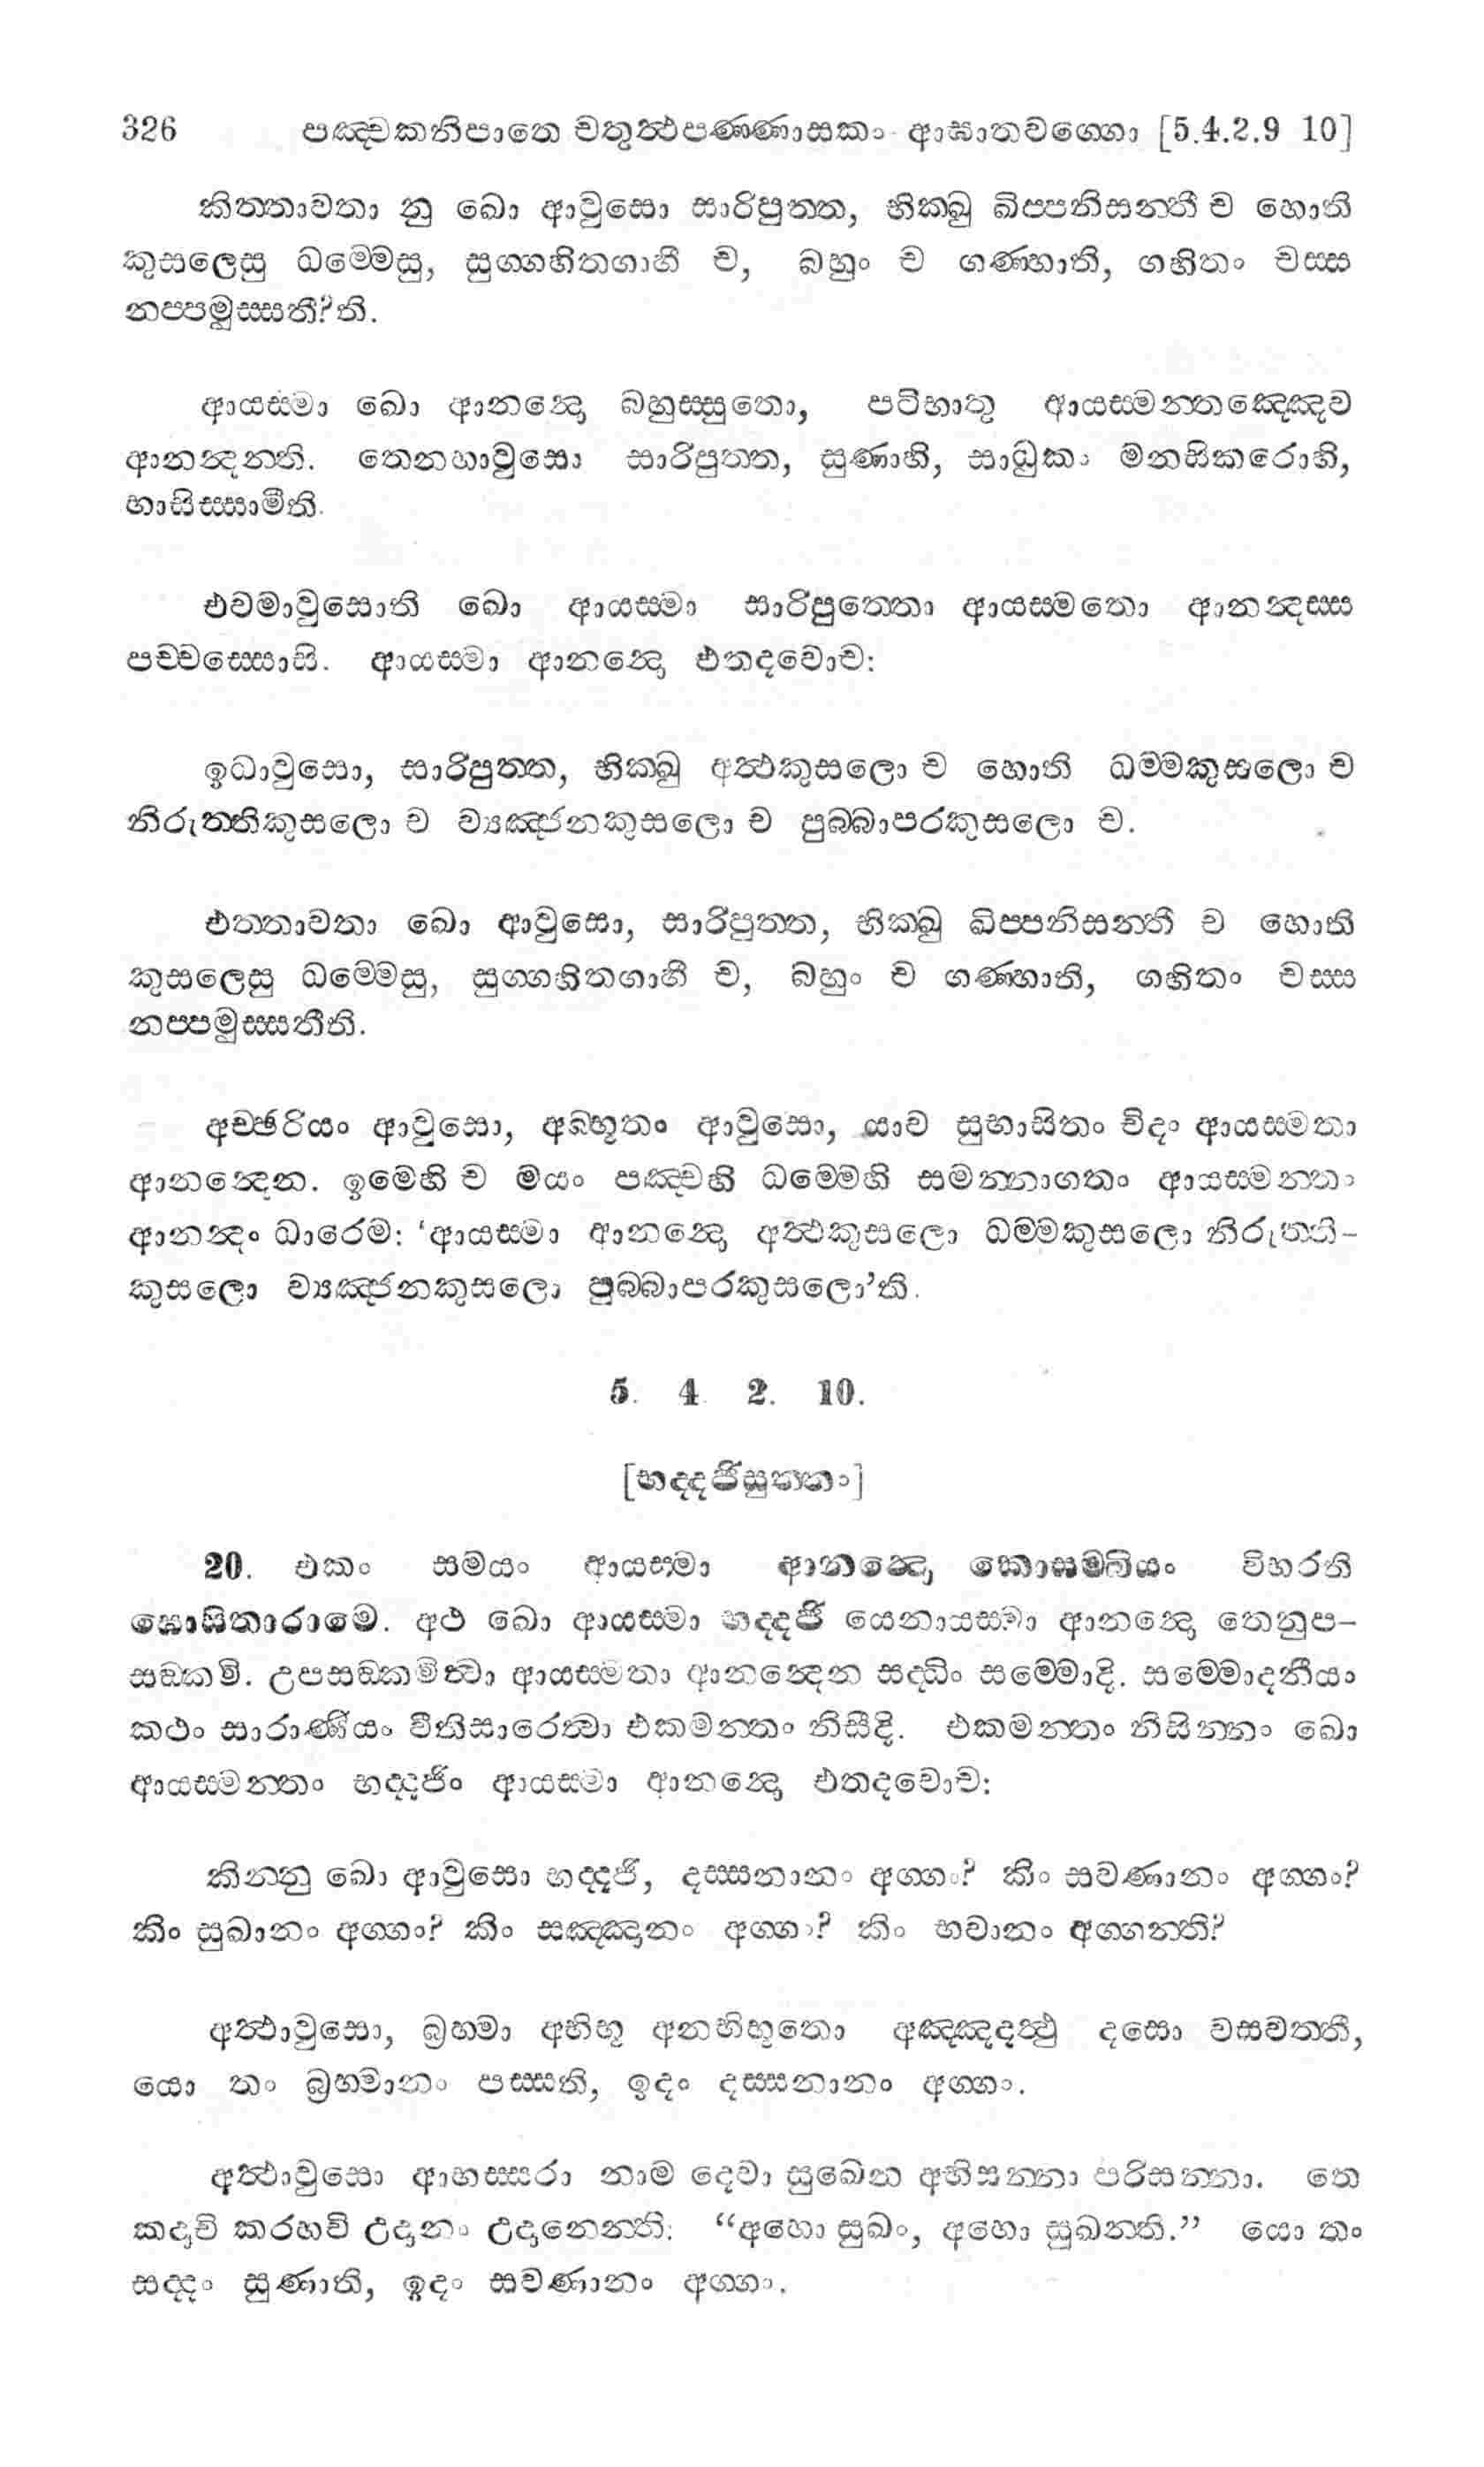 326 පඤ්චකනිපාතෙ චතුත්ථපණ්ණාසකං - ආඝාතවග්ගො [5.4.2.9 10]
කිත්තාවතා නු ඛො ආවුසො සාරිපුත්ත, භික්ඛු ඛිප්පනිසන්තී ච හොති
කුසලෙසු ධම්මෙසු, සුග්ගහිතගාහී ච, බහුං ච ගණ්හාති, ගහිතං චස්ස
නප්පමුස්සතී?ති.
ආයස්මා ඛො ආනන්දො බහුස්සුතො, පටිභාතු ආයස්මන්තඤ්ඤෙව
ආනන්දන්ති. තෙනහාවුසො සාරිපුත්ත, සුණාහි, සාධුකං මනසිකරොහි,
භාසිස්සාමීති.
එවමාවුසොති ඛො ආයස්මා සාරිපුත්තො ආයස්මතො ආනන්දස්ස
පච්චස්සොසි. ආයස්මා ආනන්දො එතදවොච:
ඉධාවුසො, සාරිපුත්ත, භික්ඛු අත්ථකුසලො ච හොති ධම්මකුසලො ච
නිරුත්තිකුසලො ච ව්‍යඤ්ජනකුසලො ච පුබ්බාපරකුසලො ච.
එත්තාවතා ඛො ආවුසො, සාරිපුත්ත, භික්ඛු ඛිප්පනිසන්තී ච හොති
කුසලෙසු ධම්මෙසු, සුග්ගහිතගාහී ච, බහුං ච ගණ්හාති, ගහිතං චස්ස
නප්පමුස්සතීති.
අච්ඡරියං ආවුසො, අබ්භූතං ආවුසො, යාව සුභාසිතං චිදං ආයස්මතා
ආනන්දෙන. ඉමෙහි ච මයං පඤ්චහි ධම්මෙහි සමන්නාගතං ආයස්මන්තං
ආනන්දං ධාරෙම: ‘ආයස්මා ආනන්දො අත්ථකුසලො ධම්මකුසලො නිරුත්ති-
කුසලො ව්‍යඤ්ජනකුසලො පුබ්බාපරකුසලො’ති.
5. 4 2. 10.
[භද්දජිසුත්තං]
20. එකං සමයං ආයස්මා ආනන්දො කොසම්බියං විහරති
ඝොසිතාරාමෙ. අථ ඛො ආයස්මා භද්දජි යෙනායස්මා ආනන්දො තෙනුප-
සඞ්කමි. උපසඞ්කමිත්වා ආයස්මතා ආනන්දෙන සද්ධිං සම්මොදි. සම්මොදනීයං
කථං සාරාණීයං වීතිසාරෙත්වා එකමන්තං නිසීදි. එකමන්තං නිසින්නං ඛො
ආයස්මන්තං භද්දජිං ආයස්මා ආනන්දො එතදවොච:
කින්නු ඛො ආවුසො භද්දජි, දස්සනානං අග්ගං? කිං සවණානං අග්ගං?
කිං සුඛානං අග්ගං? කිං සඤ්ඤානං අග්ගං? කිං භවානං අග්ගන්ති?
අත්ථාවුසො, බ්‍රහ්මා අභිභූ අනභිභූතො අඤ්ඤදත්ථු දසො වසවත්තී,
යො තං බ්‍රහ්මානං පස්සති, ඉදං දස්සනානං අග්ගං.
අත්ථාවුසො ආභස්සරා නාම දෙවා සුඛෙන අභිසන්නා පරිසන්නා. තෙ
කදාචි කරහචි උදානං උදානෙන්ති: “අහො සුඛං, අහො සුඛන්ති.” යො තං
සද්දං සුණාති, ඉදං සවණානං අග්ගං.